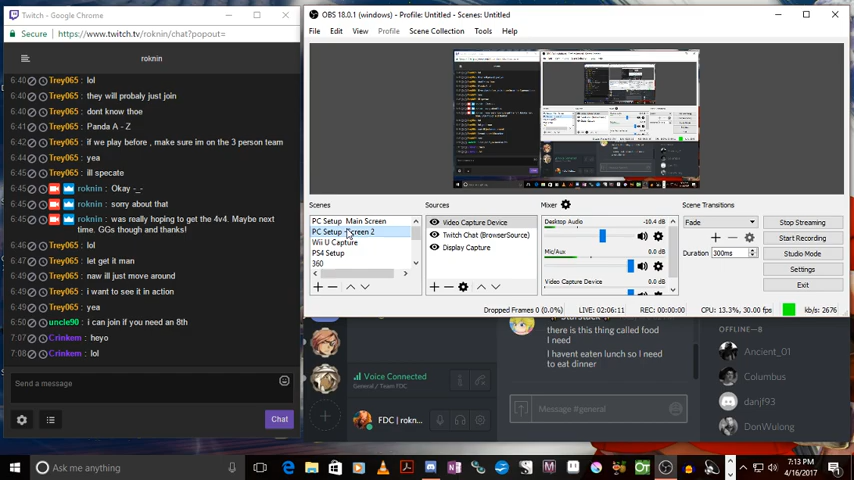 Twitch - Google Chrome
Secure https://www.twitch.tv/roknin/chat?popout=
roknin
6:40 Trey065 : lol
6:40 Trey065 : they will probaly just join
6:40 Trey065 : dont know thoe
6:41 Trey065 : Panda A - Z
6:42 Trey065 : if we play before , make sure im on the 3 person team
6:44 Trey065 : yea
6:45 Trey065 : ill specate
6:45 roknin : Okay -_-
6:45 roknin : sorry about that
6:45 roknin : was really hoping to get the 4v4. Maybe next
time. GGs though and thanks!
6:46 Trey065 : lol
6:47 Trey065 : let get it man
6:49 Trey065 : naw ill just move around
6:49 Trey065 : i want to see it in action
6:49 Trey065 : yea
6:50 uncle90 : i can join if you need an 8th
7:07 Crinkem : heyo
7:08 Crinkem : lol
Send a message
Chat
OBS 18.0.1 (windows) - Profile: Untitled - Scenes: Untitled
File Edit View Profile Scene Collection Tools Help
Scenes
PC Setup Main Screen
PC Setup Screen 2
Wii U Capture
PS4 Setup
360
Sources
Video Capture Device
Twitch Chat (BrowserSource)
Display Capture
Mixer
Desktop Audio -10.4 dB
Mic/Aux 0.0 dB
Video Capture Device 0.0 dB
Scene Transitions
Fade
Duration 300ms
Stop Streaming
Start Recording
Studio Mode
Settings
Exit
Dropped Frames 0 (0.0%) LIVE: 02:06:11 REC: 00:00:00 CPU: 13.3%, 30.00 fps kb/s: 2676
there is this thing called food
I need
I havent eaten lunch so I need
to eat dinner
Voice Connected
General / Team FDC
FDC | rokn...
Message #general
OFFLINE—8
Ancient_01
Columbus
danjf93
DonWulong
Ask me anything
7:13 PM
4/16/2017